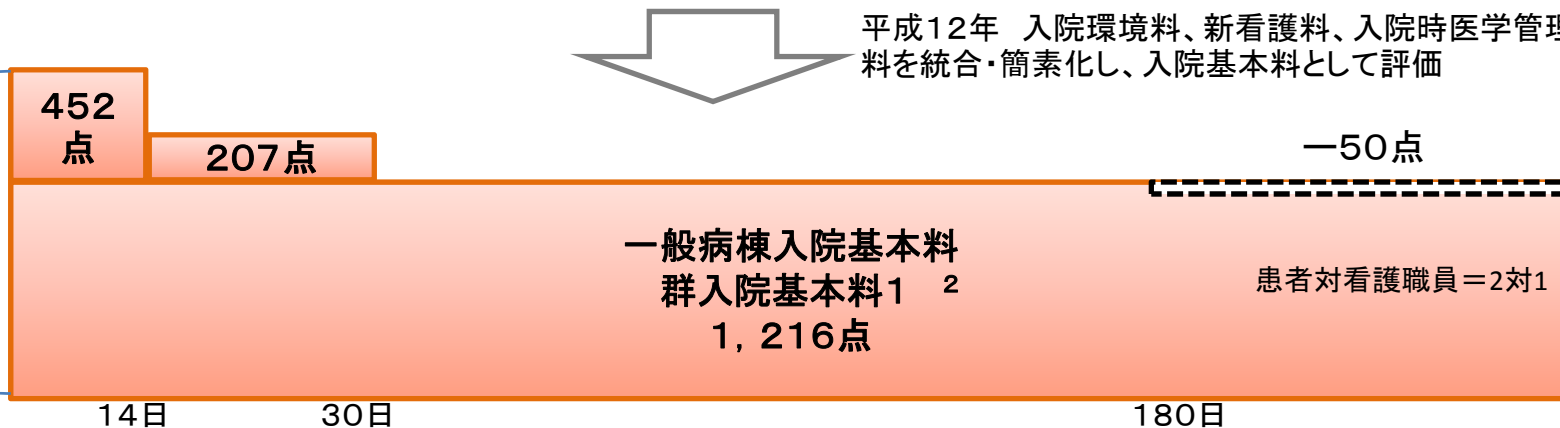 平成12年 入院環境料、新看護料、入院時医学管理
料を統合・簡素化し、入院基本料として評価
452
点
207点
－50点
一般病棟入院基本料
群入院基本料1 2
1，216点
患者対看護職員＝2対1
14日
30日
180日